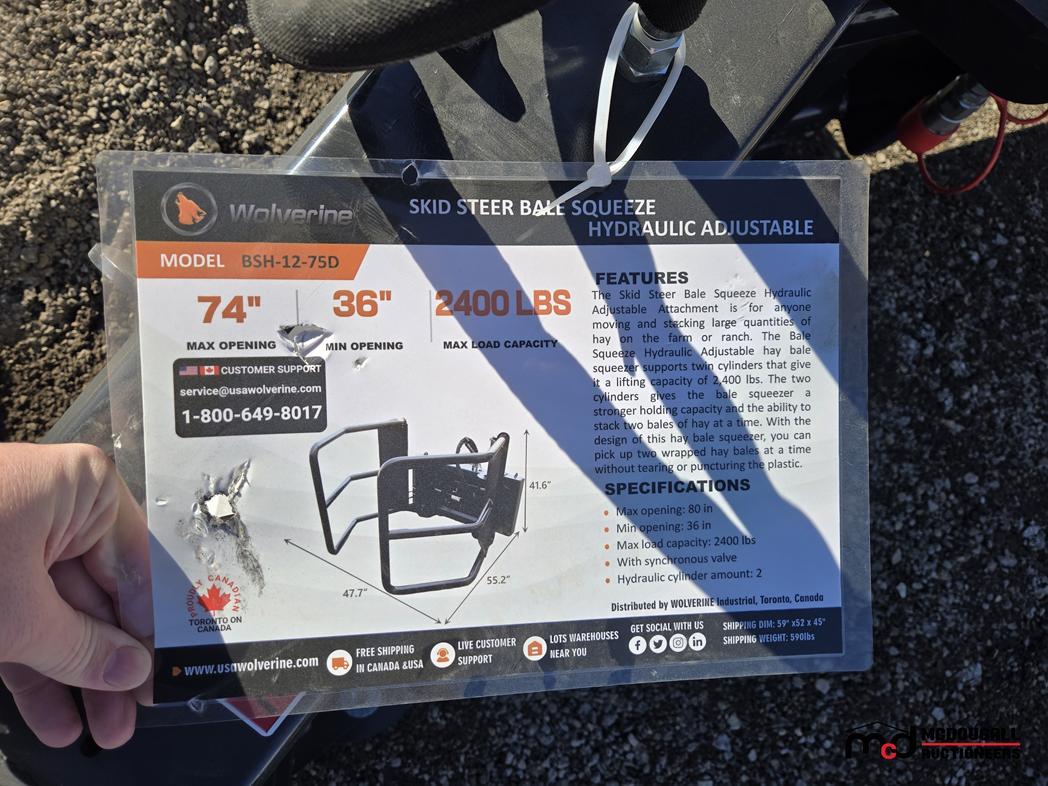 Wolverine
SKID STEER BALE SQUEEZE
HYDRAULIC ADJUSTABLE
MODEL BSH-12-75D
74" 36" 2400 LBS
MAX OPENING MIN OPENING MAX LOAD CAPACITY
CUSTOMER SUPPORT
service@usawolverine.com
1-800-649-8017
FEATURES
The Skid Steer Bale Squeeze Hydraulic
Adjustable Attachment is for anyone
moving and stacking large quantities of
hay on the farm or ranch. The Bale
Squeeze Hydraulic Adjustable hay bale
squeezer supports twin cylinders that give
it a lifting capacity of 2,400 lbs. The two
cylinders gives the bale squeezer a
stronger holding capacity and the ability to
stack two bales of hay at a time. With the
design of this hay bale squeezer, you can
pick up two wrapped hay bales at a time
without tearing or puncturing the plastic.
SPECIFICATIONS
Max opening: 80 in
Min opening: 36 in
Max load capacity: 2400 lbs
With synchronous valve
Hydraulic cylinder amount: 2
41.6"
55.2"
47.7"
PROUDLY CANADIAN
TORONTO ON
CANADA
Distributed by WOLVERINE Industrial, Toronto, Canada
www.usawolverine.com
FREE SHIPPING
IN CANADA &USA
LIVE CUSTOMER
SUPPORT
LOTS WAREHOUSES
NEAR YOU
GET SOCIAL WITH US
SHIPPING DIM: 59" x52 x 45"
SHIPPING WEIGHT: 590lbs
mcd
MCDOUGALL
AUCTIONEERS